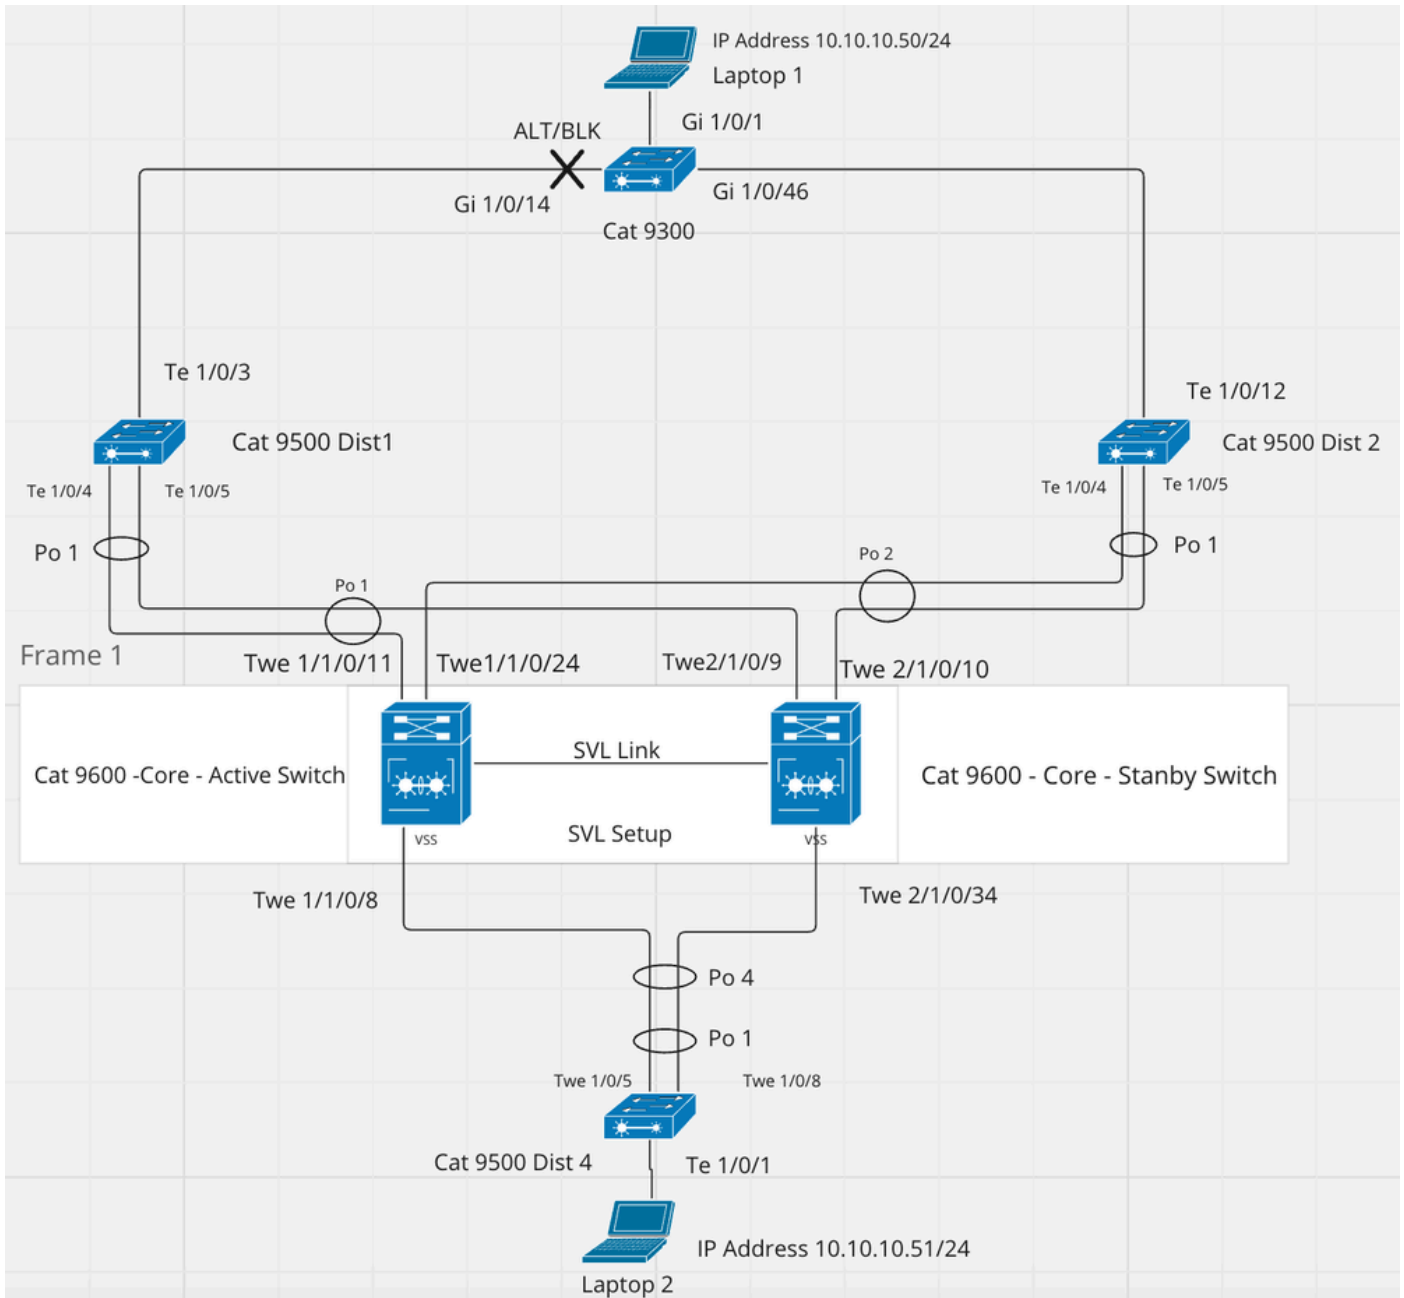 IP Address 10.10.10.50/24
Laptop 1
Gi 1/0/1
ALT/BLK
Gi 1/0/14
Gi 1/0/46
Cat 9300
Te 1/0/3
Te 1/0/12
Cat 9500 Dist1
Cat 9500 Dist 2
Te 1/0/4
Te 1/0/5
Te 1/0/4
Te 1/0/5
Po 1
Po 1
Po 2
Po 1
Frame 1
Twe 1/1/0/11
Twe1/1/0/24
Twe2/1/0/9
Twe 2/1/0/10
SVL Link
Cat 9600 -Core - Active Switch
Cat 9600 - Core - Stanby Switch
SVL Setup
VSS
VSS
Twe 1/1/0/8
Twe 2/1/0/34
Po 4
Po 1
Twe 1/0/5
Twe 1/0/8
Cat 9500 Dist 4
Te 1/0/1
IP Address 10.10.10.51/24
Laptop 2